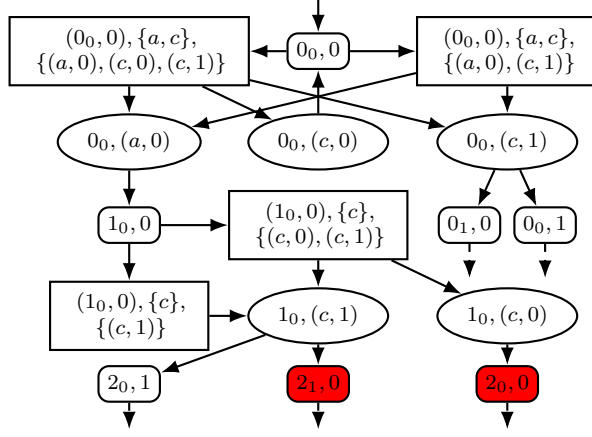 (0₀, 0), {a, c},
{(a, 0), (c, 0), (c, 1)}
0₀, 0
(0₀, 0), {a, c},
{(a, 0), (c, 1)}
0₀, (a, 0)
0₀, (c, 0)
0₀, (c, 1)
1₀, 0
(1₀, 0), {c},
{(c, 0), (c, 1)}
0₁, 0
0₀, 1
(1₀, 0), {c},
{(c, 1)}
1₀, (c, 1)
1₀, (c, 0)
2₀, 1
2₁, 0
2₀, 0